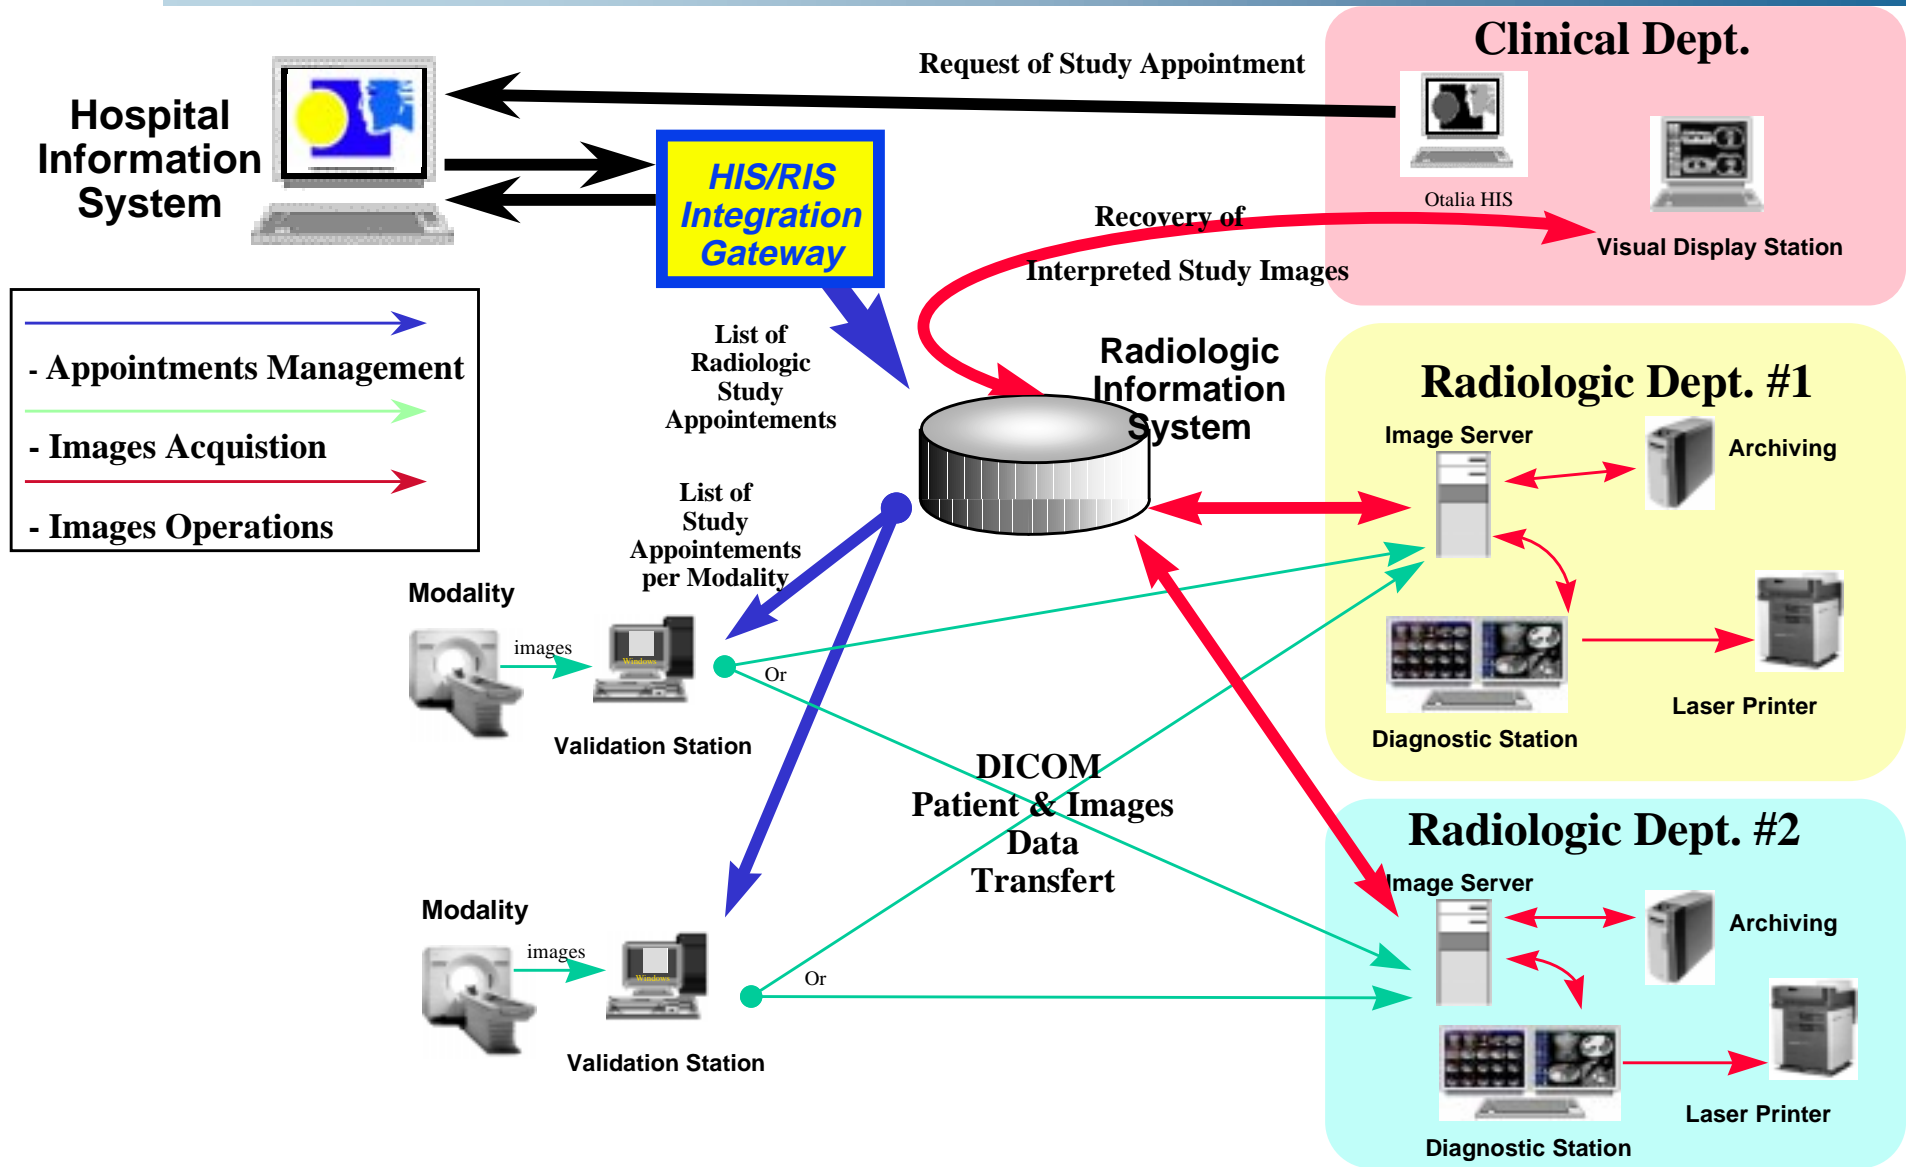 Clinical Dept.
Request of Study Appointment
Hospital
Information
System
HIS/RIS
Integration
Gateway
Otalia HIS
Visual Display Station
Recovery of
Interpreted Study Images
- Appointments Management
- Images Acquistion
- Images Operations
List of
Radiologic
Study
Appointements
Radiologic
Information
System
List of
Study
Appointements
per Modality
Radiologic Dept. #1
Image Server
Archiving
Laser Printer
Diagnostic Station
Modality
images
Windows
Or
Validation Station
DICOM
Patient & Images
Data
Transfert
Modality
images
Windows
Or
Validation Station
Radiologic Dept. #2
Image Server
Archiving
Laser Printer
Diagnostic Station